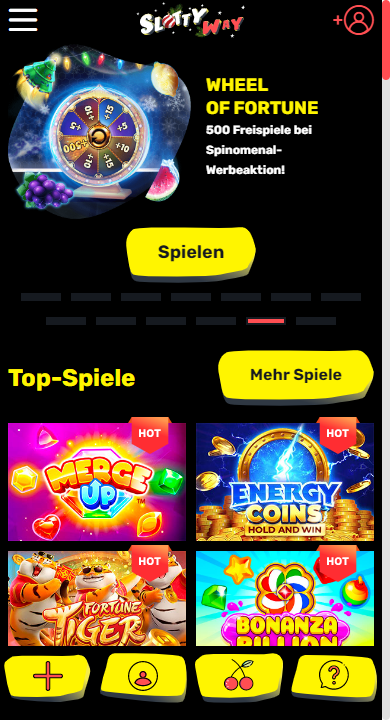 SLOTTY
WAY
WHEEL
OF FORTUNE
500 Freispiele bei
Spinomenal-
Werbeaktion!
Spielen
Top-Spiele
Mehr Spiele
HOT
MERGE
UP™
HOT
ENERGY
COINS
HOLD AND WIN
HOT
FORTUNE
TIGER
HOT
BONANZA
BILLION